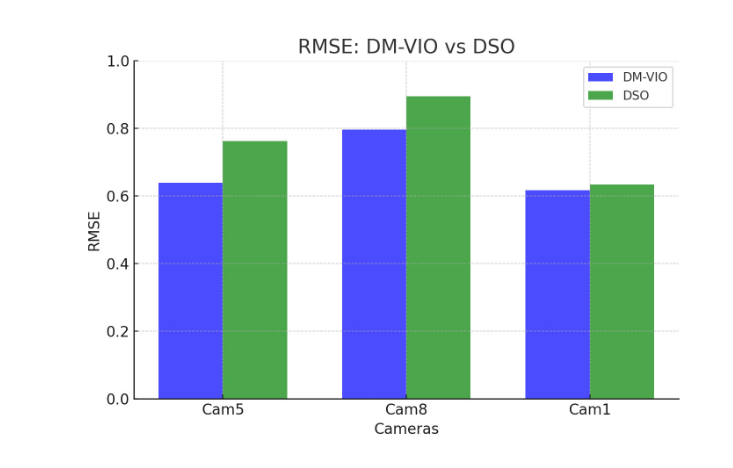 RMSE: DM-VIO vs DSO
DM-VIO
DSO
1.0
0.8
0.6
0.4
0.2
0.0
RMSE
Cam5 Cam8 Cam1
Cameras